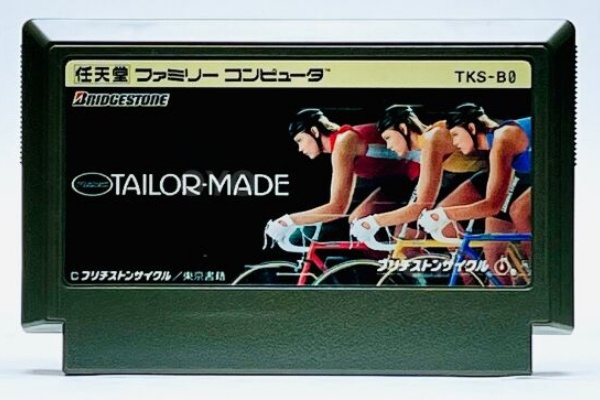 任天堂 ファミリー コンピュータ™ TKS-B0
BRIDGESTONE
TAILOR-MADE
ブリヂストンサイクル
© ブリヂストンサイクル／東京書籍